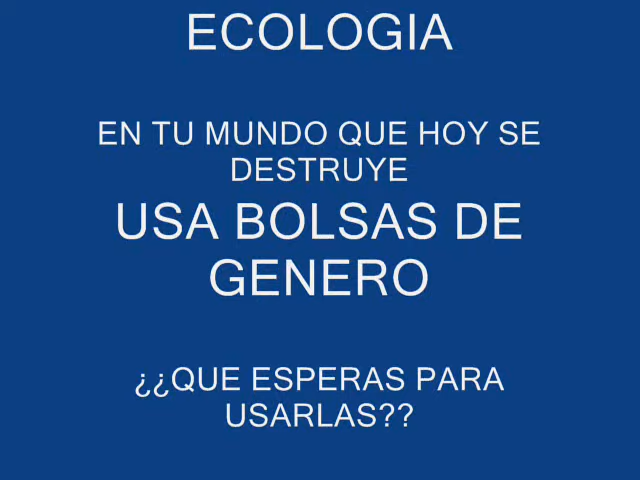 ECOLOGIA
EN TU MUNDO QUE HOY SE
DESTRUYE
USA BOLSAS DE
GENERO
¿¿QUE ESPERAS PARA
USARLAS??